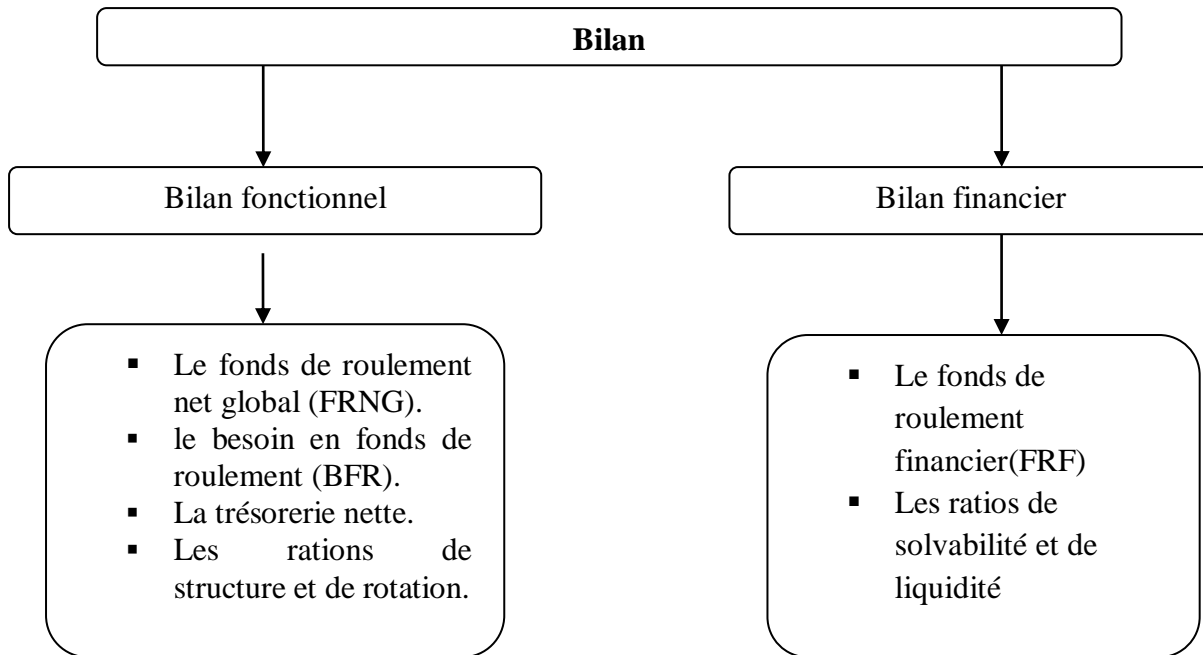 Bilan
Bilan fonctionnel
Bilan financier
▪ Le fonds de roulement
net global (FRNG).
▪ le besoin en fonds de
roulement (BFR).
▪ La trésorerie nette.
▪ Les rations de
structure et de rotation.
▪ Le fonds de
roulement
financier(FRF)
▪ Les ratios de
solvabilité et de
liquidité